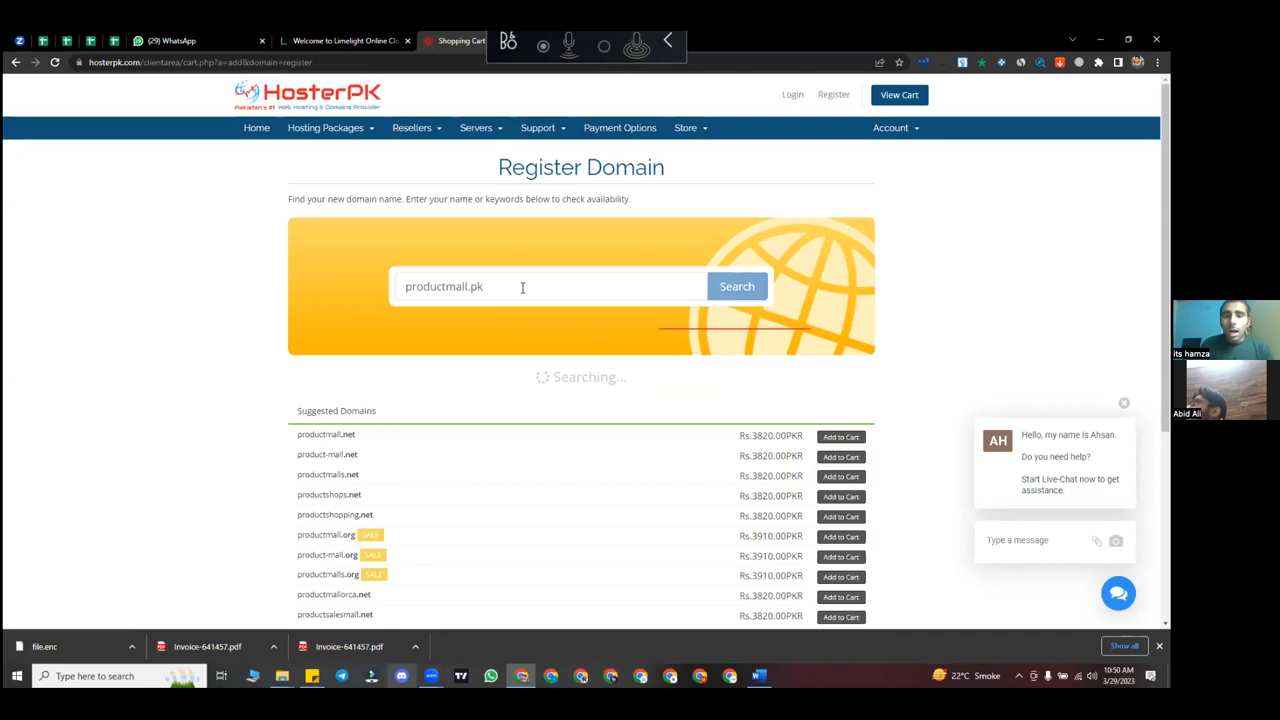 (29) WhatsApp
Welcome to Limelight Online Clo
Shopping Cart
B&O
hosterpk.com/clientarea/cart.php?a=add&domain=register
HosterPK
Pakistan's #1 Web Hosting & Domains Provider
Login
Register
View Cart
Home
Hosting Packages
Resellers
Servers
Support
Payment Options
Store
Account
Register Domain
Find your new domain name. Enter your name or keywords below to check availability.
productmall.pk
Search
Searching...
Suggested Domains
productmall.net Rs.3820.00PKR Add to Cart
product-mall.net Rs.3820.00PKR Add to Cart
productmalls.net Rs.3820.00PKR Add to Cart
productshops.net Rs.3820.00PKR Add to Cart
productshopping.net Rs.3820.00PKR Add to Cart
productmall.org SALE Rs.3910.00PKR Add to Cart
product-mall.org SALE Rs.3910.00PKR Add to Cart
productmalls.org SALE Rs.3910.00PKR Add to Cart
productmallorca.net Rs.3820.00PKR Add to Cart
productsalesmall.net Rs.3820.00PKR Add to Cart
AH
Hello, my name is Ahsan.
Do you need help?
Start Live-Chat now to get
assistance.
Type a message
its hamza
Abid Ali
file.enc
Invoice-641457.pdf
Invoice-641457.pdf
Show all
Type here to search
22°C Smoke
10:50 AM
3/29/2023